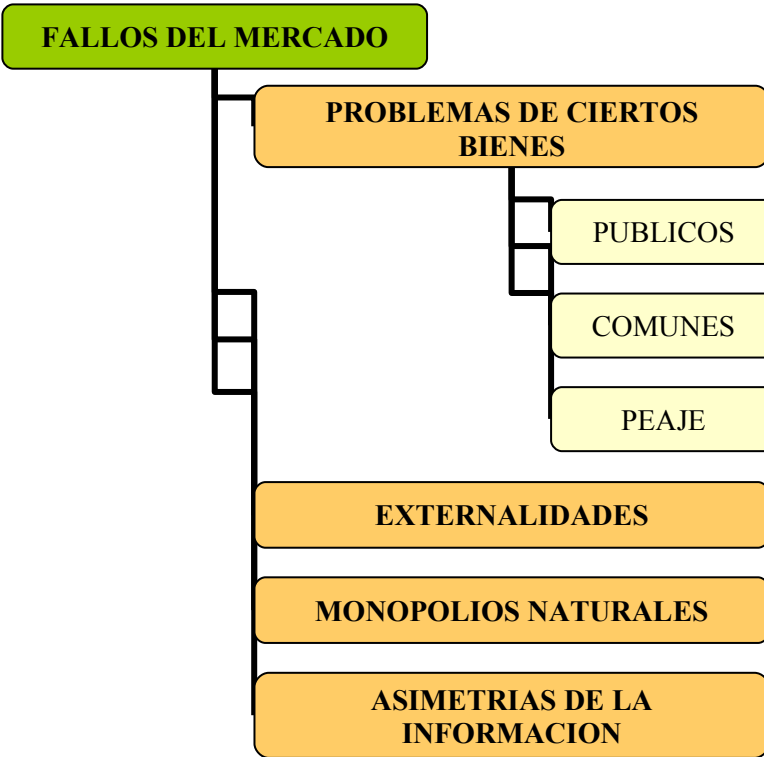 FALLOS DEL MERCADO
PROBLEMAS DE CIERTOS
BIENES
PUBLICOS
COMUNES
PEAJE
EXTERNALIDADES
MONOPOLIOS NATURALES
ASIMETRIAS DE LA
INFORMACION